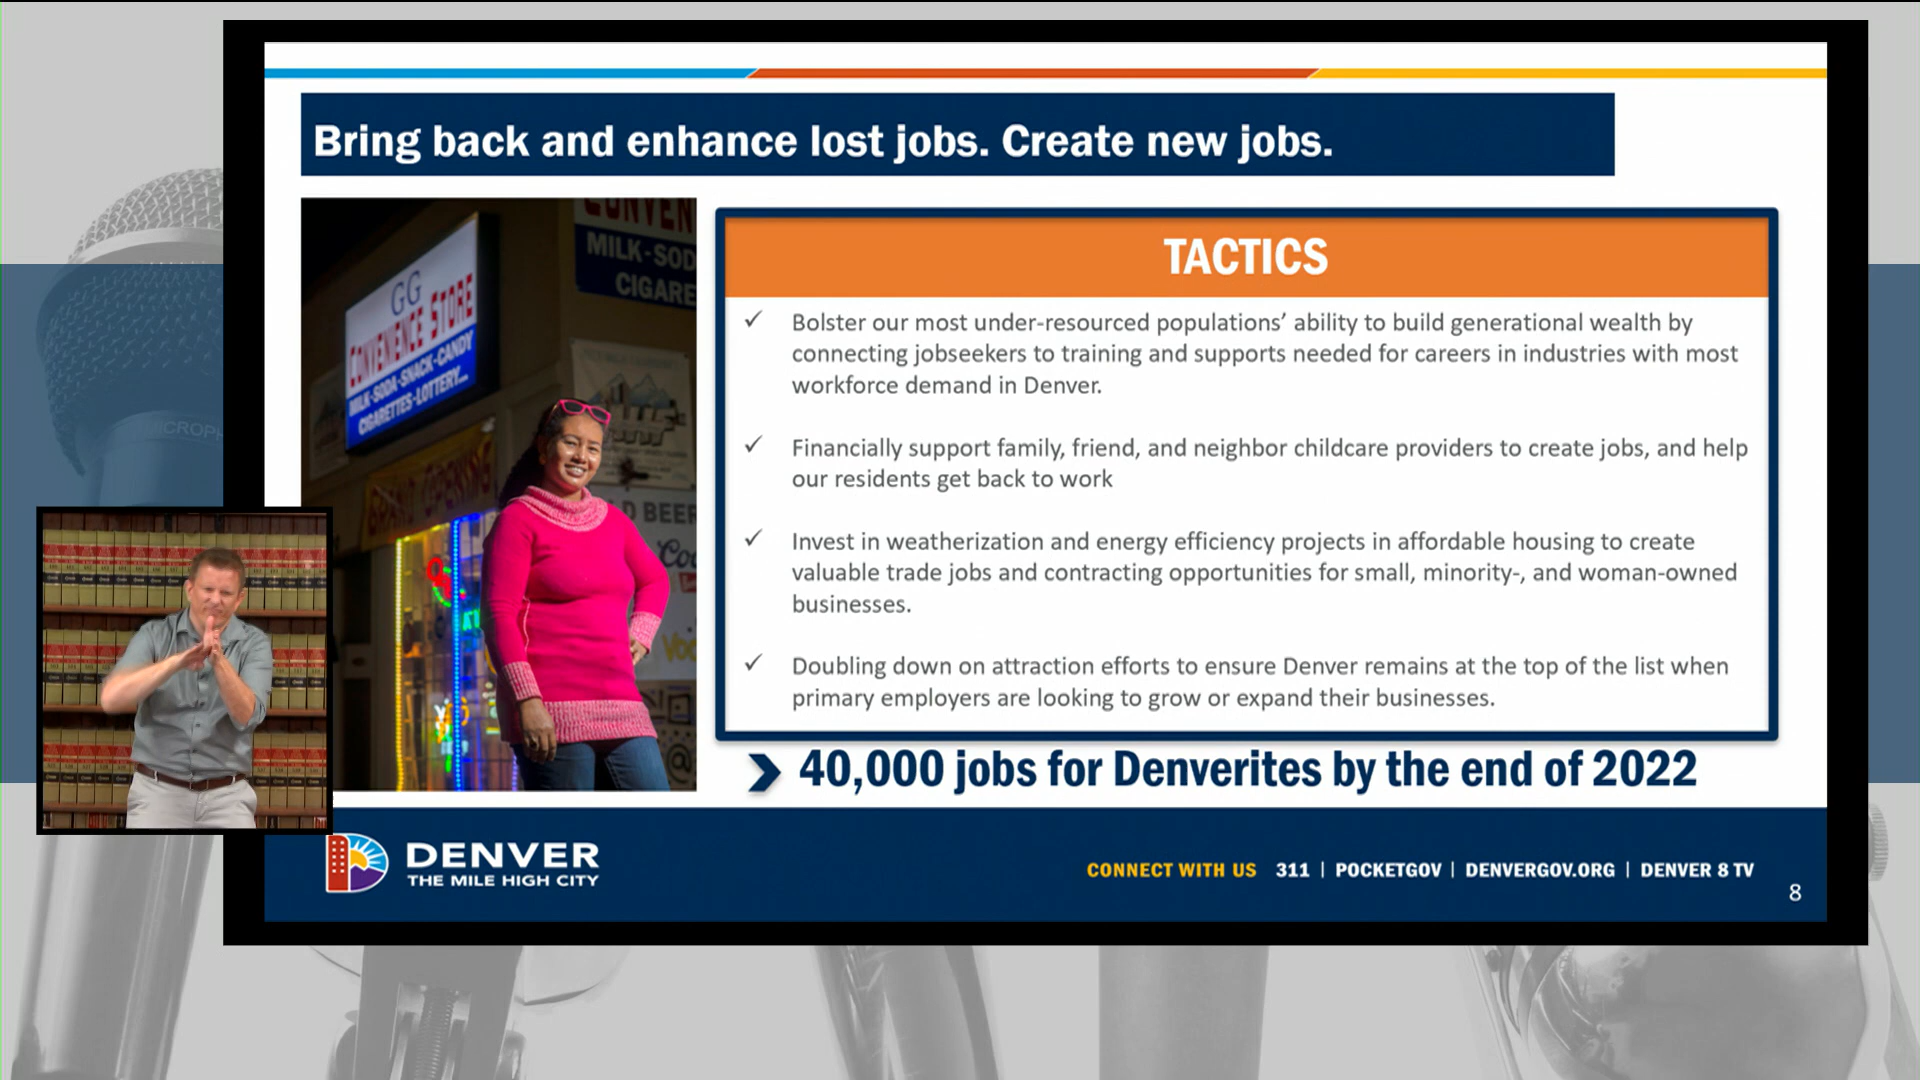 Bring back and enhance lost jobs. Create new jobs.
CONVEN
MILK-SOD
CIGARE
GG
CONVENIENCE STORE
MILK-SODA-SNACK-CANDY
CIGARETTES-LOTTERY...
GRAND OPENING
D BEER
Coo
TACTICS
✓ Bolster our most under-resourced populations’ ability to build generational wealth by
connecting jobseekers to training and supports needed for careers in industries with most
workforce demand in Denver.
✓ Financially support family, friend, and neighbor childcare providers to create jobs, and help
our residents get back to work
✓ Invest in weatherization and energy efficiency projects in affordable housing to create
valuable trade jobs and contracting opportunities for small, minority-, and woman-owned
businesses.
✓ Doubling down on attraction efforts to ensure Denver remains at the top of the list when
primary employers are looking to grow or expand their businesses.
40,000 jobs for Denverites by the end of 2022
DENVER
THE MILE HIGH CITY
CONNECT WITH US 311 | POCKETGOV | DENVERGOV.ORG | DENVER 8 TV
8
MICROPH